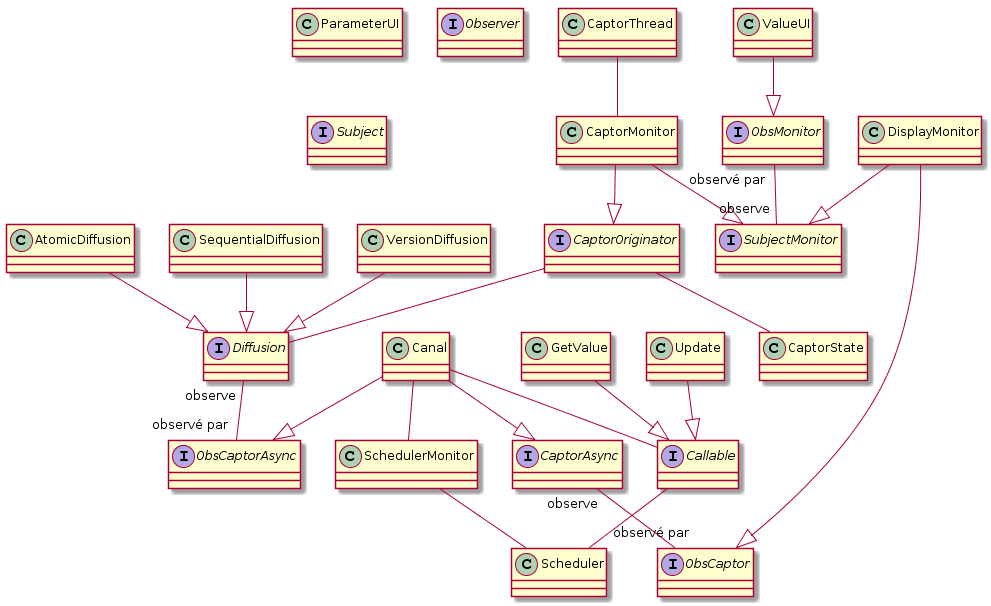 C ParameterUI
I Observer
C CaptorThread
C ValueUI
I Subject
C CaptorMonitor
I ObsMonitor
C DisplayMonitor
observé par
observe
C AtomicDiffusion
C SequentialDiffusion
C VersionDiffusion
I CaptorOriginator
I SubjectMonitor
I Diffusion
C Canal
C GetValue
C Update
C CaptorState
observe
observé par
I ObsCaptorAsync
C SchedulerMonitor
I CaptorAsync
I Callable
observe
observé par
C Scheduler
I ObsCaptor